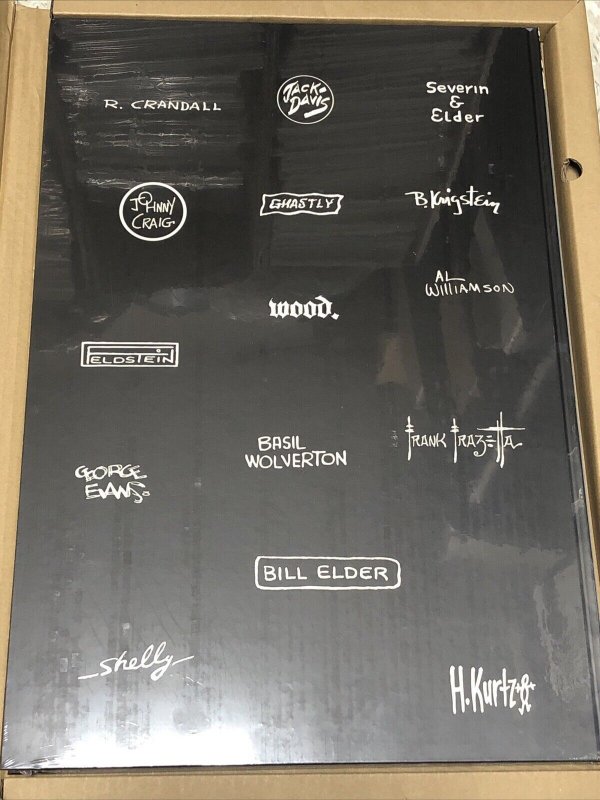 R. CRANDALL
JACK
DAVIS
Severin
&
Elder
JOHNNY
CRAIG
GHASTLY
B. Krigstein
AL
WILLIAMSON
wood.
FELDSTEIN
BASIL
WOLVERTON
FRANK FRAZETTA
GEORGE
EVANS
BILL ELDER
Shelly
H. Kurtz